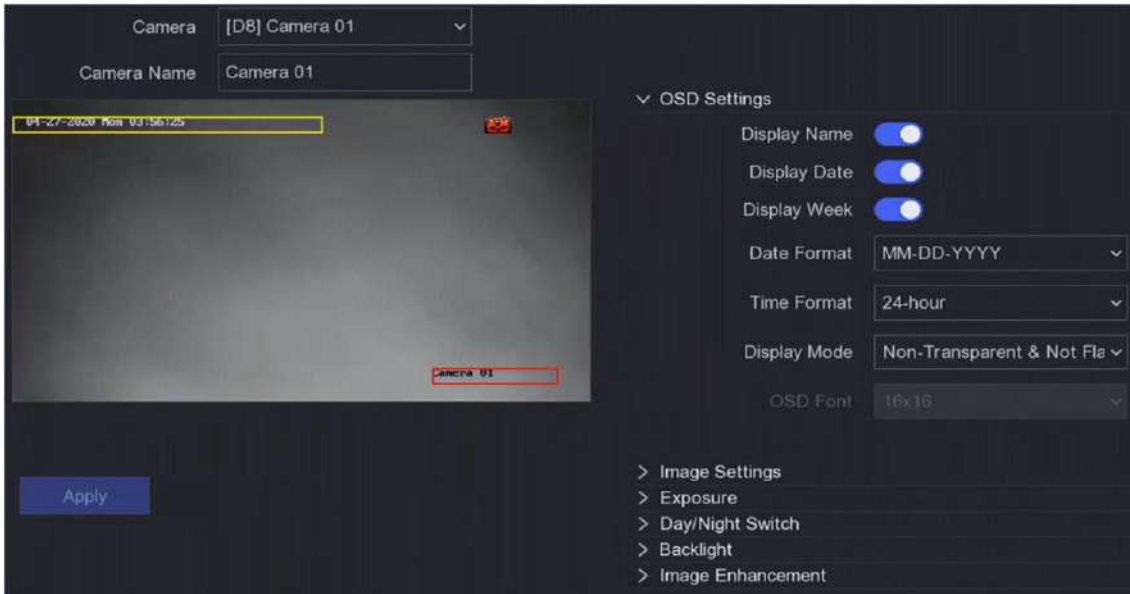 Camera [D8] Camera 01
Camera Name Camera 01
04-27-2020 Mon 03:56:25
Camera 01
Apply
OSD Settings
Display Name
Display Date
Display Week
Date Format MM-DD-YYYY
Time Format 24-hour
Display Mode Non-Transparent & Not Fla
OSD Font 16x16
Image Settings
Exposure
Day/Night Switch
Backlight
Image Enhancement